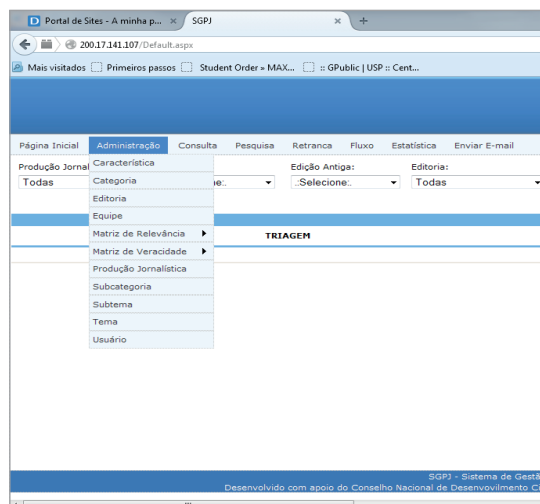 Portal de Sites - A minha p... × SGPJ × +
200.17.141.107/Default.aspx
Mais visitados Primeiros passos Student Order » MAX... :: GPublic | USP :: Cent...
Página Inicial Administração Consulta Pesquisa Retranca Fluxo Estatística Enviar E-mail
Produção Jornal Edição Antiga: Editoria:
Todas ne:. .:Selecione:. Todas
Característica
Categoria
Editoria
Equipe
Matriz de Relevância
Matriz de Veracidade
Produção Jornalística
Subcategoria
Subtema
Tema
Usuário
TRIAGEM
SGPJ - Sistema de Gestã
Desenvolvido com apoio do Conselho Nacional de Desenvovilmento Ci